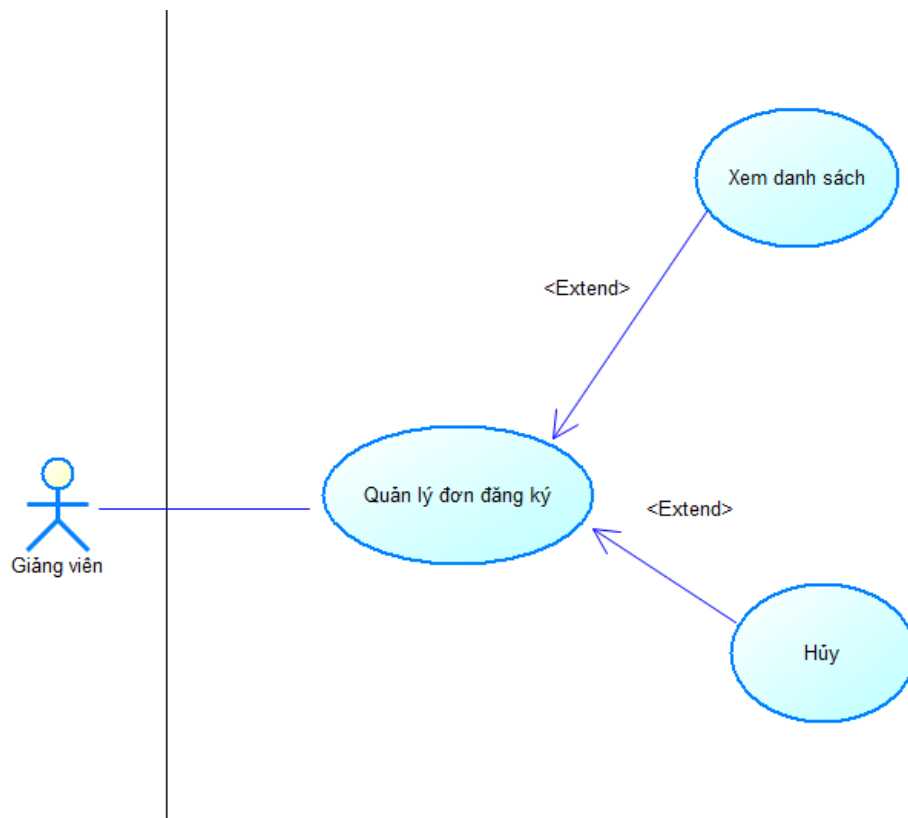 Xem danh sách
<Extend>
Quản lý đơn đăng ký
<Extend>
Giảng viên
Hủy